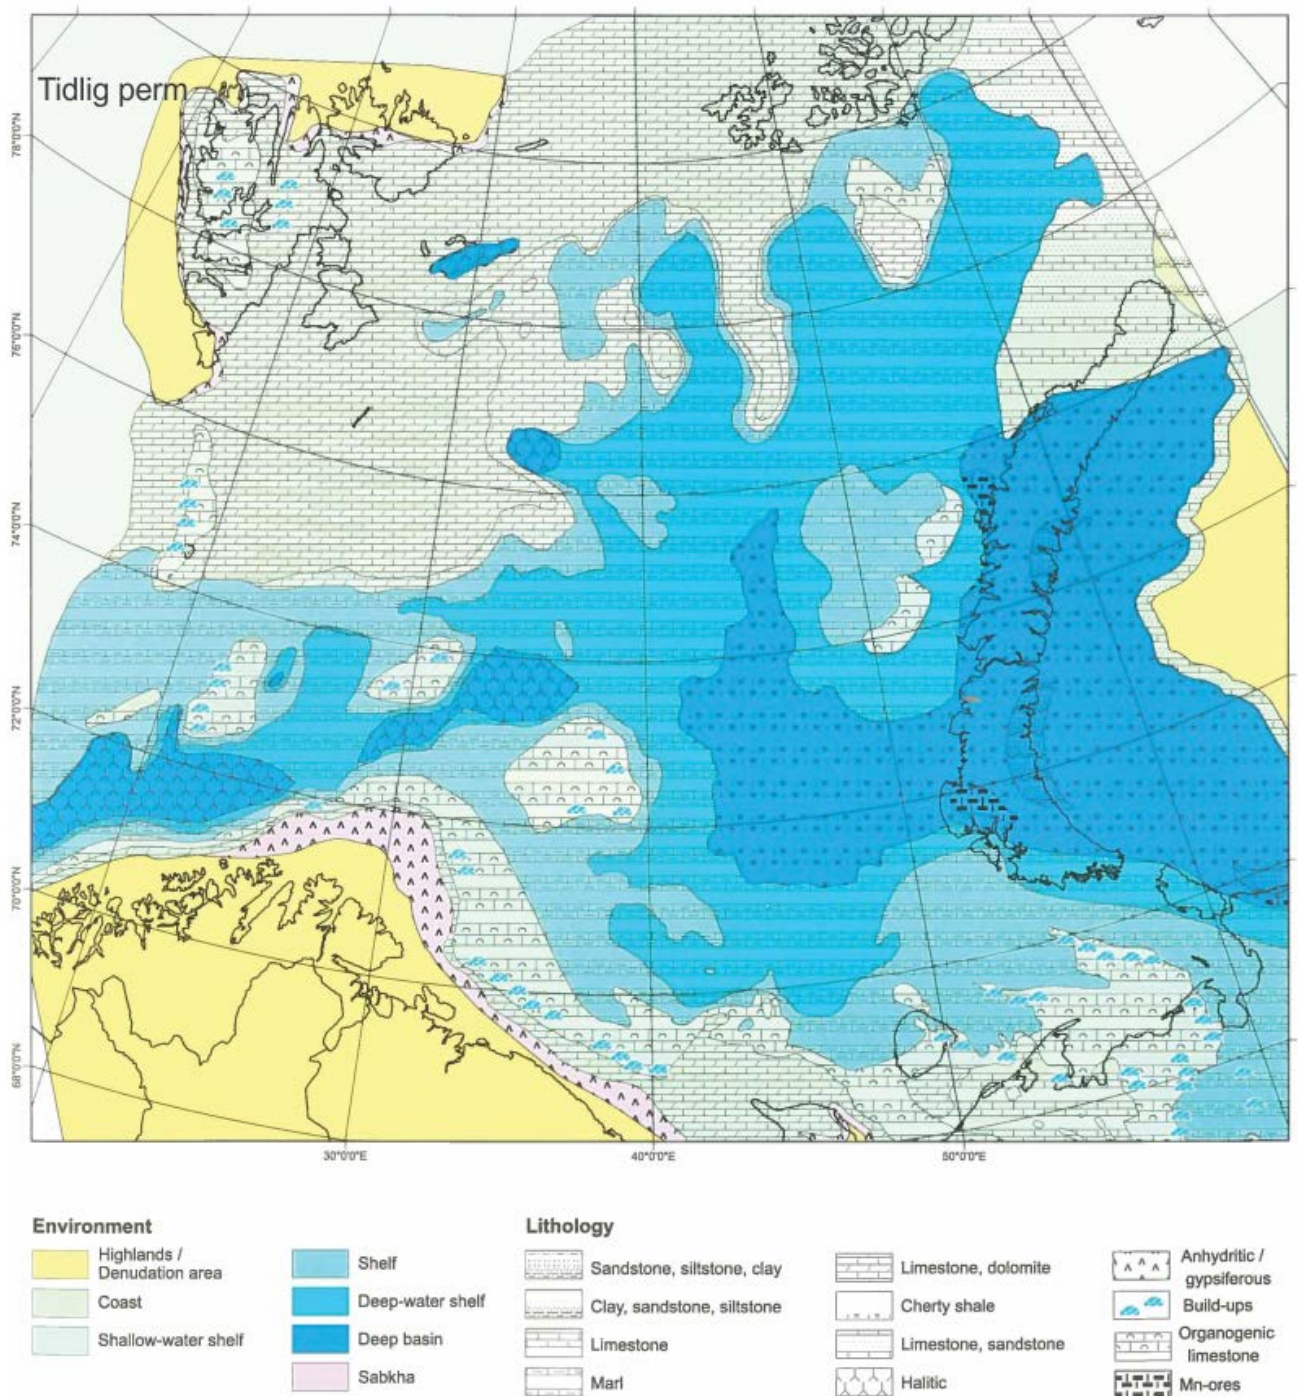 Tidlig perm
78°0'0"N
76°0'0"N
74°0'0"N
72°0'0"N
70°0'0"N
68°0'0"N
30°0'0"E
40°0'0"E
50°0'0"E
Environment
Highlands /
Denudation area
Coast
Shallow-water shelf
Shelf
Deep-water shelf
Deep basin
Sabkha
Lithology
Sandstone, siltstone, clay
Clay, sandstone, siltstone
Limestone
Marl
Limestone, dolomite
Cherty shale
Limestone, sandstone
Halitic
Anhydritic /
gypsiferous
Build-ups
Organogenic
limestone
Mn-ores